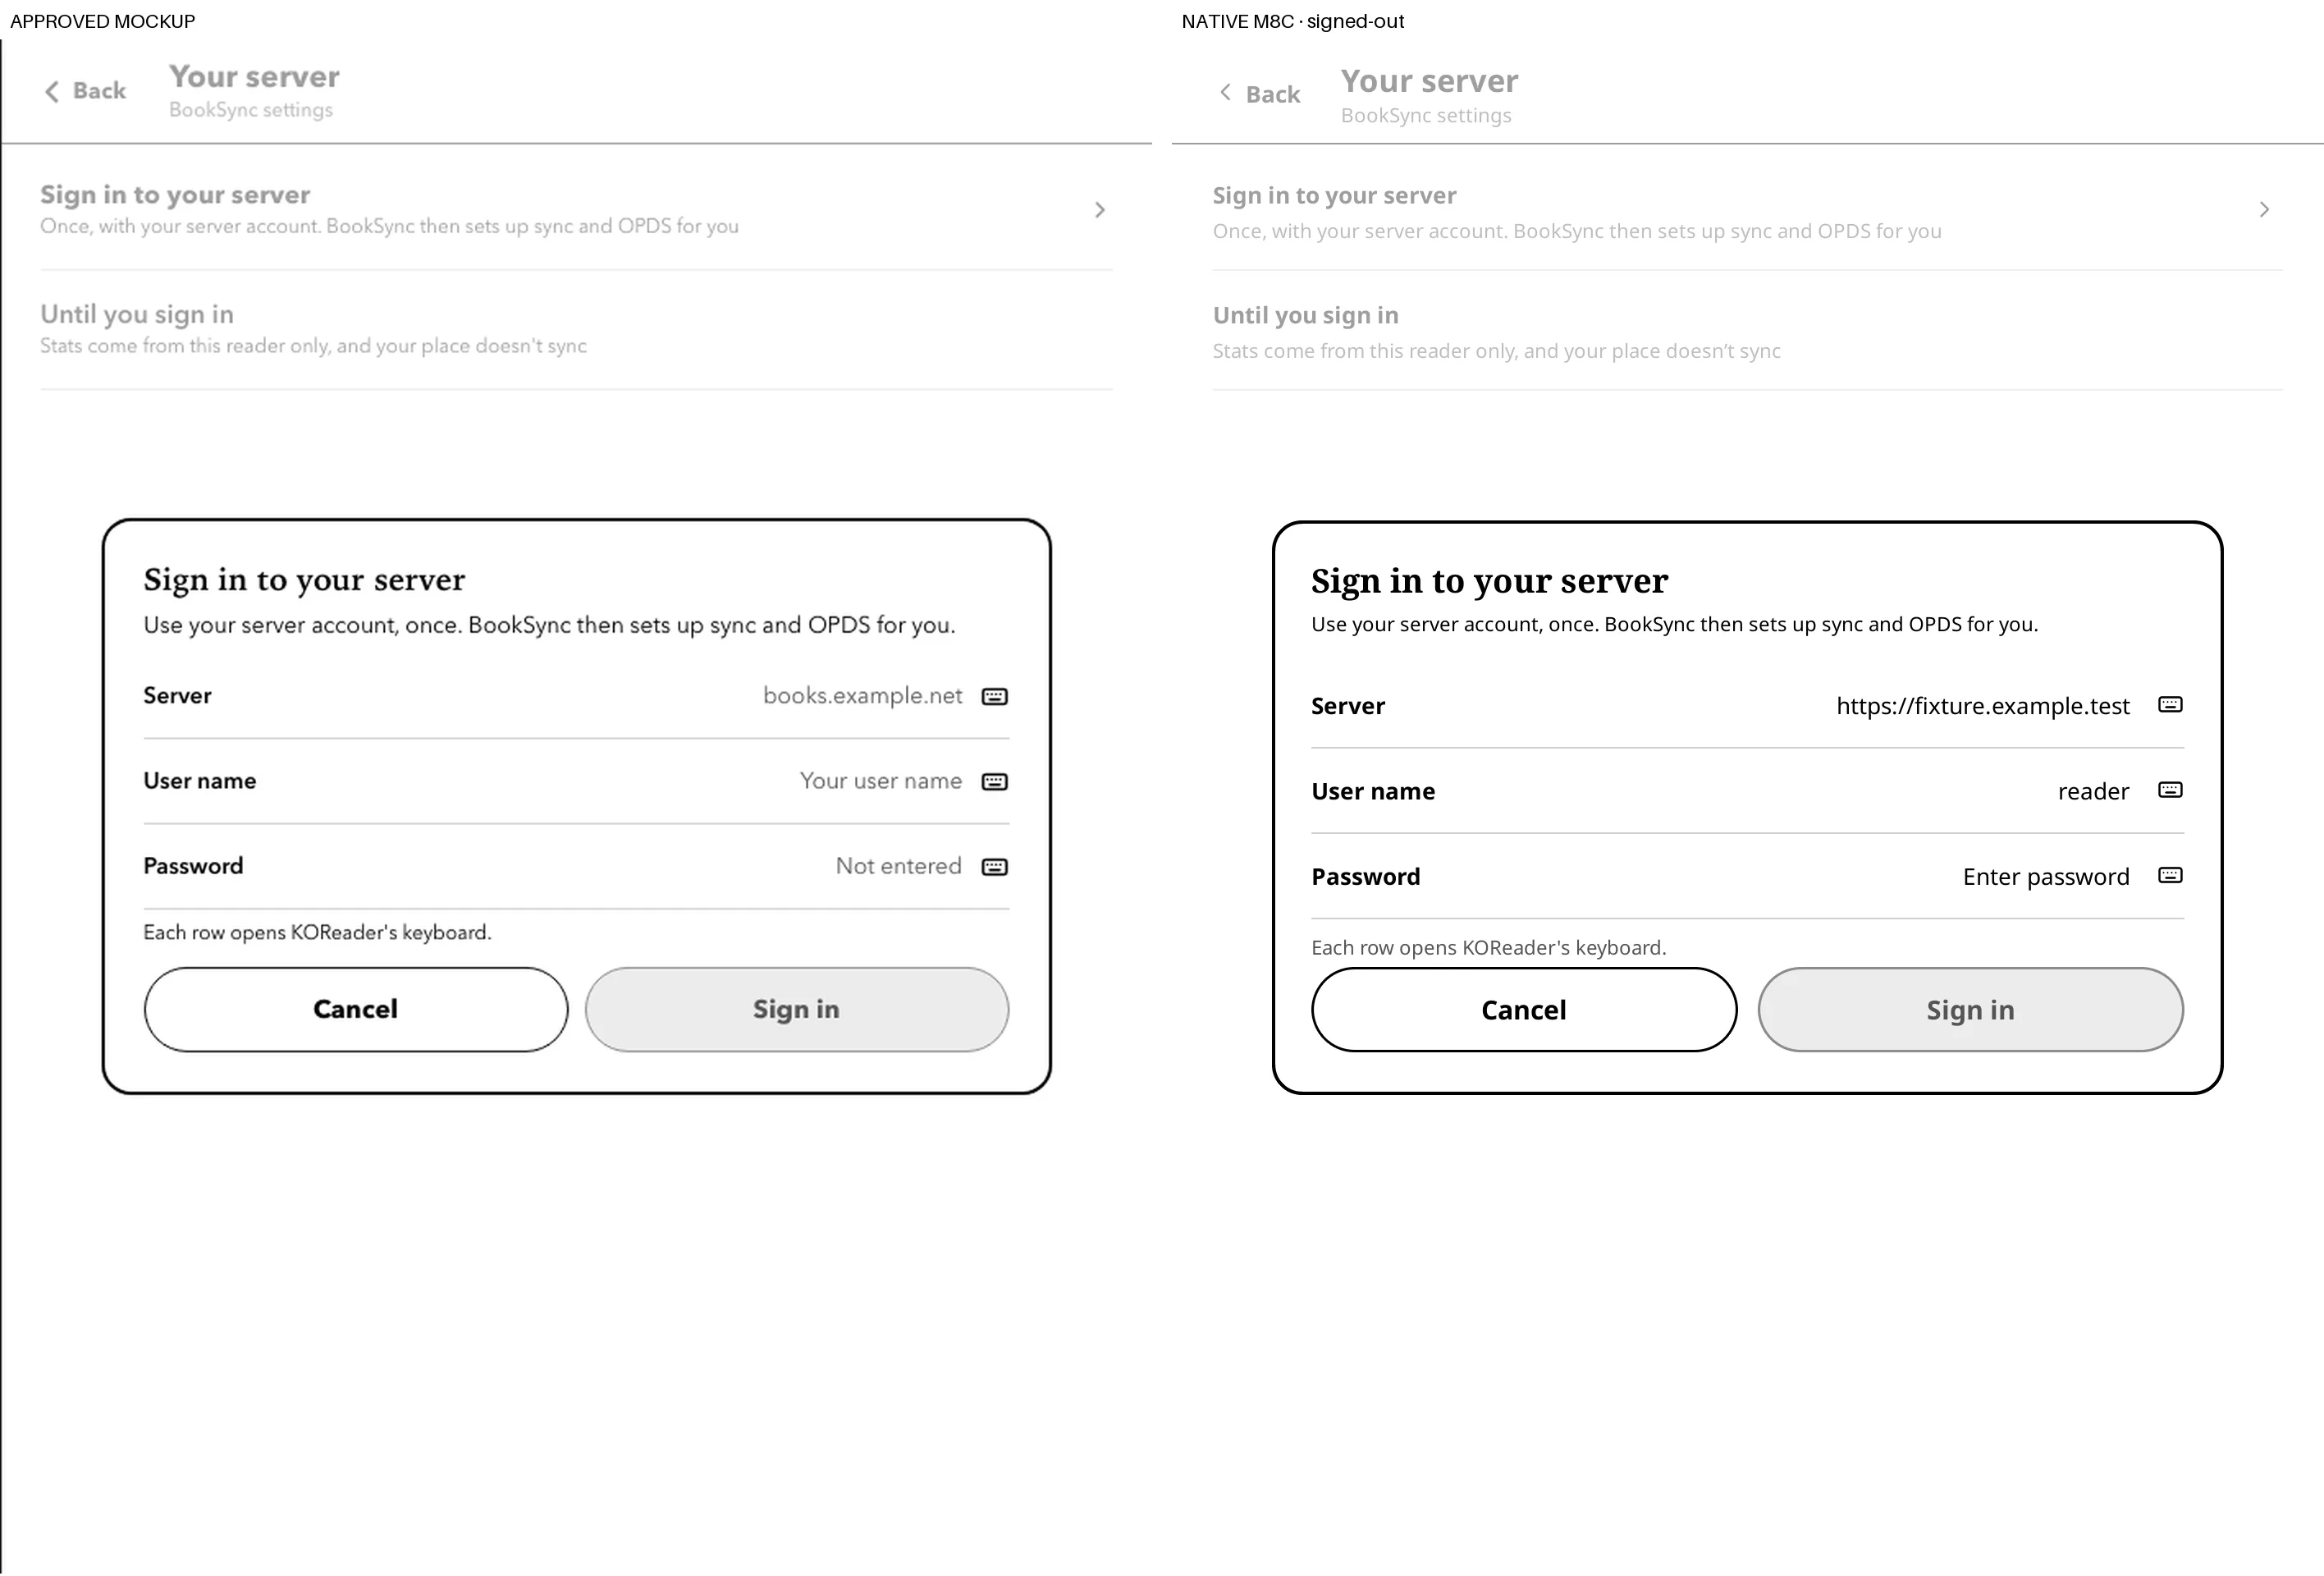 APPROVED MOCKUP
Back
Your server
BookSync settings
Sign in to your server
Once, with your server account. BookSync then sets up sync and OPDS for you
Until you sign in
Stats come from this reader only, and your place doesn't sync
Sign in to your server
Use your server account, once. BookSync then sets up sync and OPDS for you.
Server books.example.net
User name Your user name
Password Not entered
Each row opens KOReader's keyboard.
Cancel Sign in
NATIVE M8C · signed-out
Back
Your server
BookSync settings
Sign in to your server
Once, with your server account. BookSync then sets up sync and OPDS for you
Until you sign in
Stats come from this reader only, and your place doesn’t sync
Sign in to your server
Use your server account, once. BookSync then sets up sync and OPDS for you.
Server https://fixture.example.test
User name reader
Password Enter password
Each row opens KOReader's keyboard.
Cancel Sign in